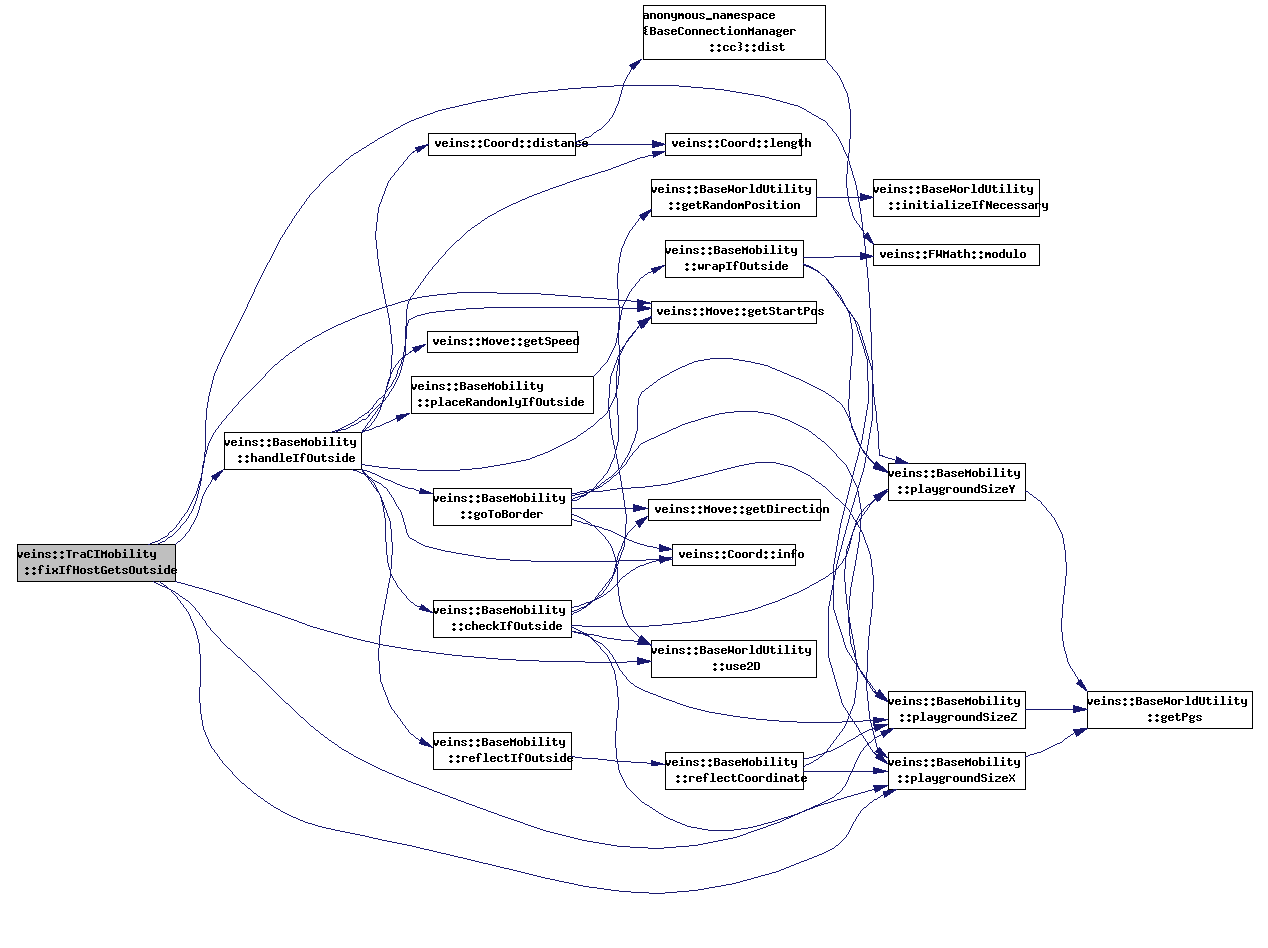 anonymous_namespace
{BaseConnectionManager
::cc3::dist
veins::Coord::distance
veins::Coord::length
veins::BaseWorldUtility
::getRandomPosition
veins::BaseWorldUtility
::initializeIfNecessary
veins::BaseMobility
::wrapIfOutside
veins::FWMath::modulo
veins::Move::getStartPos
veins::Move::getSpeed
veins::BaseMobility
::placeRandomlyIfOutside
veins::BaseMobility
::handleIfOutside
veins::BaseMobility
::playgroundSizeY
veins::BaseMobility
::goToBorder
veins::Move::getDirection
veins::TraCIMobility
::fixIfHostGetsOutside
veins::Coord::info
veins::BaseMobility
::checkIfOutside
veins::BaseWorldUtility
::use2D
veins::BaseMobility
::playgroundSizeZ
veins::BaseWorldUtility
::getPgs
veins::BaseMobility
::reflectIfOutside
veins::BaseMobility
::reflectCoordinate
veins::BaseMobility
::playgroundSizeX